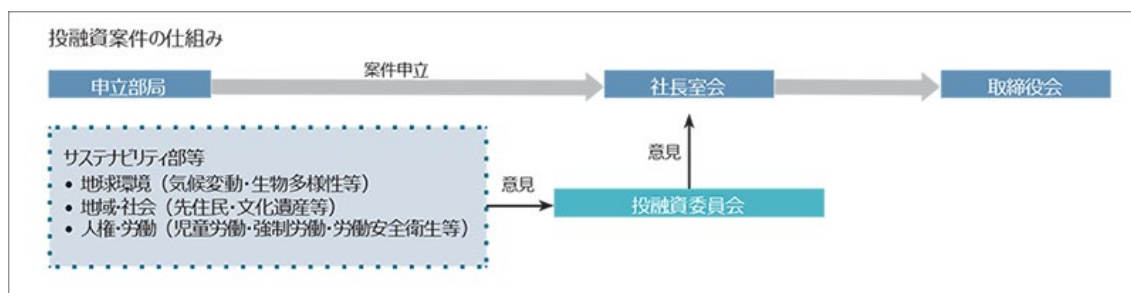 投融資案件の仕組み
案件申立
申立部局
社長室会
取締役会
サステナビリティ部等
• 地球環境（気候変動・生物多様性等）
• 地域・社会（先住民・文化遺産等）
• 人権・労働（児童労働・強制労働・労働安全衛生等）
意見
意見
投融資委員会